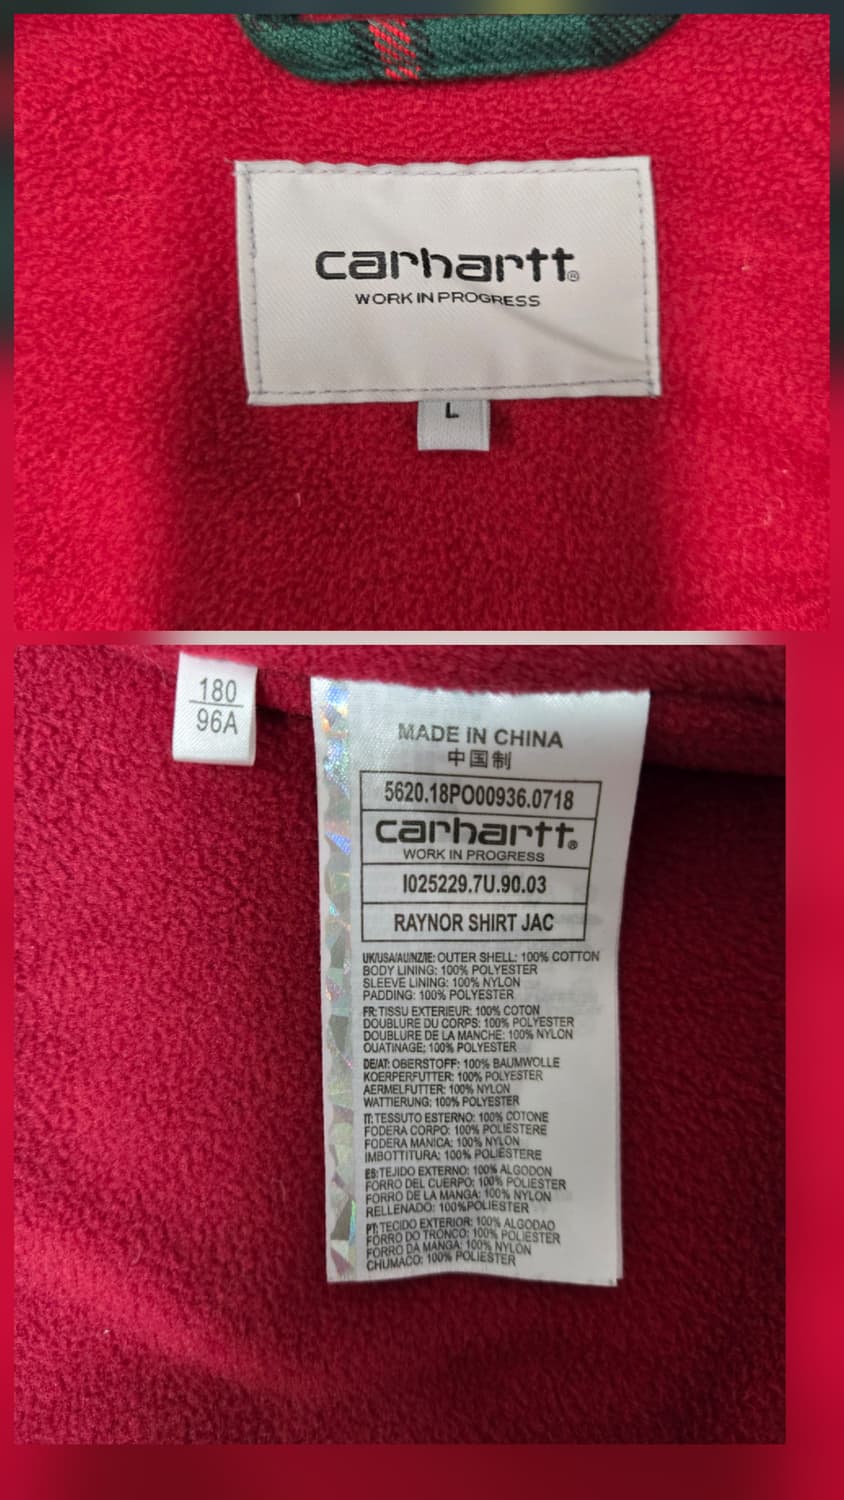 carhartt®
WORK IN PROGRESS
L
180
96A
MADE IN CHINA
中国制
5620.18PO00936.0718
carhartt®
WORK IN PROGRESS
I025229.7U.90.03
RAYNOR SHIRT JAC
UK/USA/AU/NZ/IE: OUTER SHELL: 100% COTTON
BODY LINING: 100% POLYESTER
SLEEVE LINING: 100% NYLON
PADDING: 100% POLYESTER
FR: TISSU EXTERIEUR: 100% COTON
DOUBLURE DU CORPS: 100% POLYESTER
DOUBLURE DE LA MANCHE: 100% NYLON
OUATINAGE: 100% POLYESTER
DE/AT: OBERSTOFF: 100% BAUMWOLLE
KOERPERFUTTER: 100% POLYESTER
AERMELFUTTER: 100% NYLON
WATTIERUNG: 100% POLYESTER
IT: TESSUTO ESTERNO: 100% COTONE
FODERA CORPO: 100% POLIESTERE
FODERA MANICA: 100% NYLON
IMBOTTITURA: 100% POLIESTERE
ES: TEJIDO EXTERNO: 100% ALGODON
FORRO DEL CUERPO: 100% POLIESTER
FORRO DE LA MANGA: 100% NYLON
RELLENADO: 100%POLIESTER
PT: TECIDO EXTERIOR: 100% ALGODAO
FORRO DO TRONCO: 100% POLIESTER
FORRO DA MANGA: 100% NYLON
CHUMACO: 100% POLIESTER